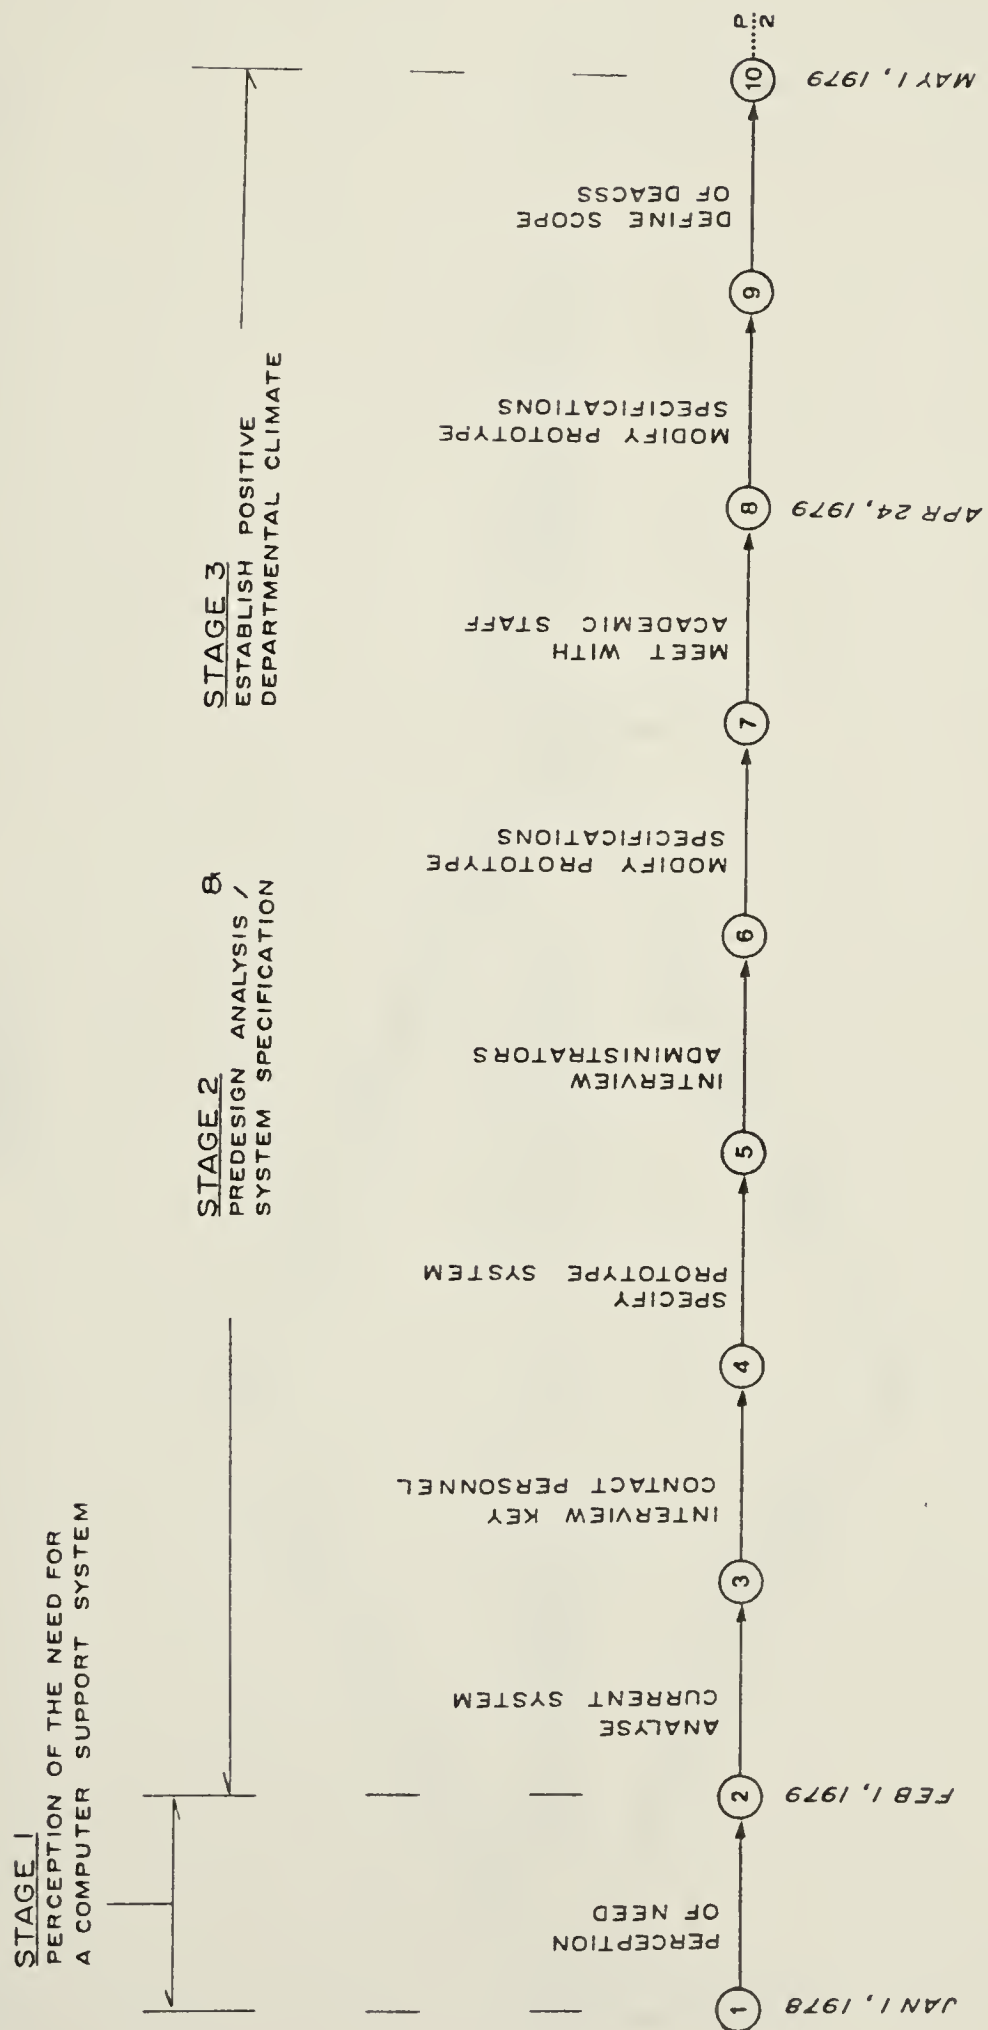 STAGE 1
PERCEPTION OF THE NEED FOR
A COMPUTER SUPPORT SYSTEM
STAGE 2 &
PREDESIGN ANALYSIS /
SYSTEM SPECIFICATION
STAGE 3
ESTABLISH POSITIVE
DEPARTMENTAL CLIMATE
PERCEPTION
OF NEED
ANALYSE
CURRENT SYSTEM
INTERVIEW KEY
CONTACT PERSONNEL
SPECIFY
PROTOTYPE SYSTEM
INTERVIEW
ADMINISTRATORS
MODIFY PROTOTYPE
SPECIFICATIONS
MEET WITH
ACADEMIC STAFF
MODIFY PROTOTYPE
SPECIFICATIONS
DEFINE SCOPE
OF DEACSS
1
2
3
4
5
6
7
8
9
10
P
2
JAN 1, 1978
FEB 1, 1979
APR 24, 1979
MAY 1, 1979